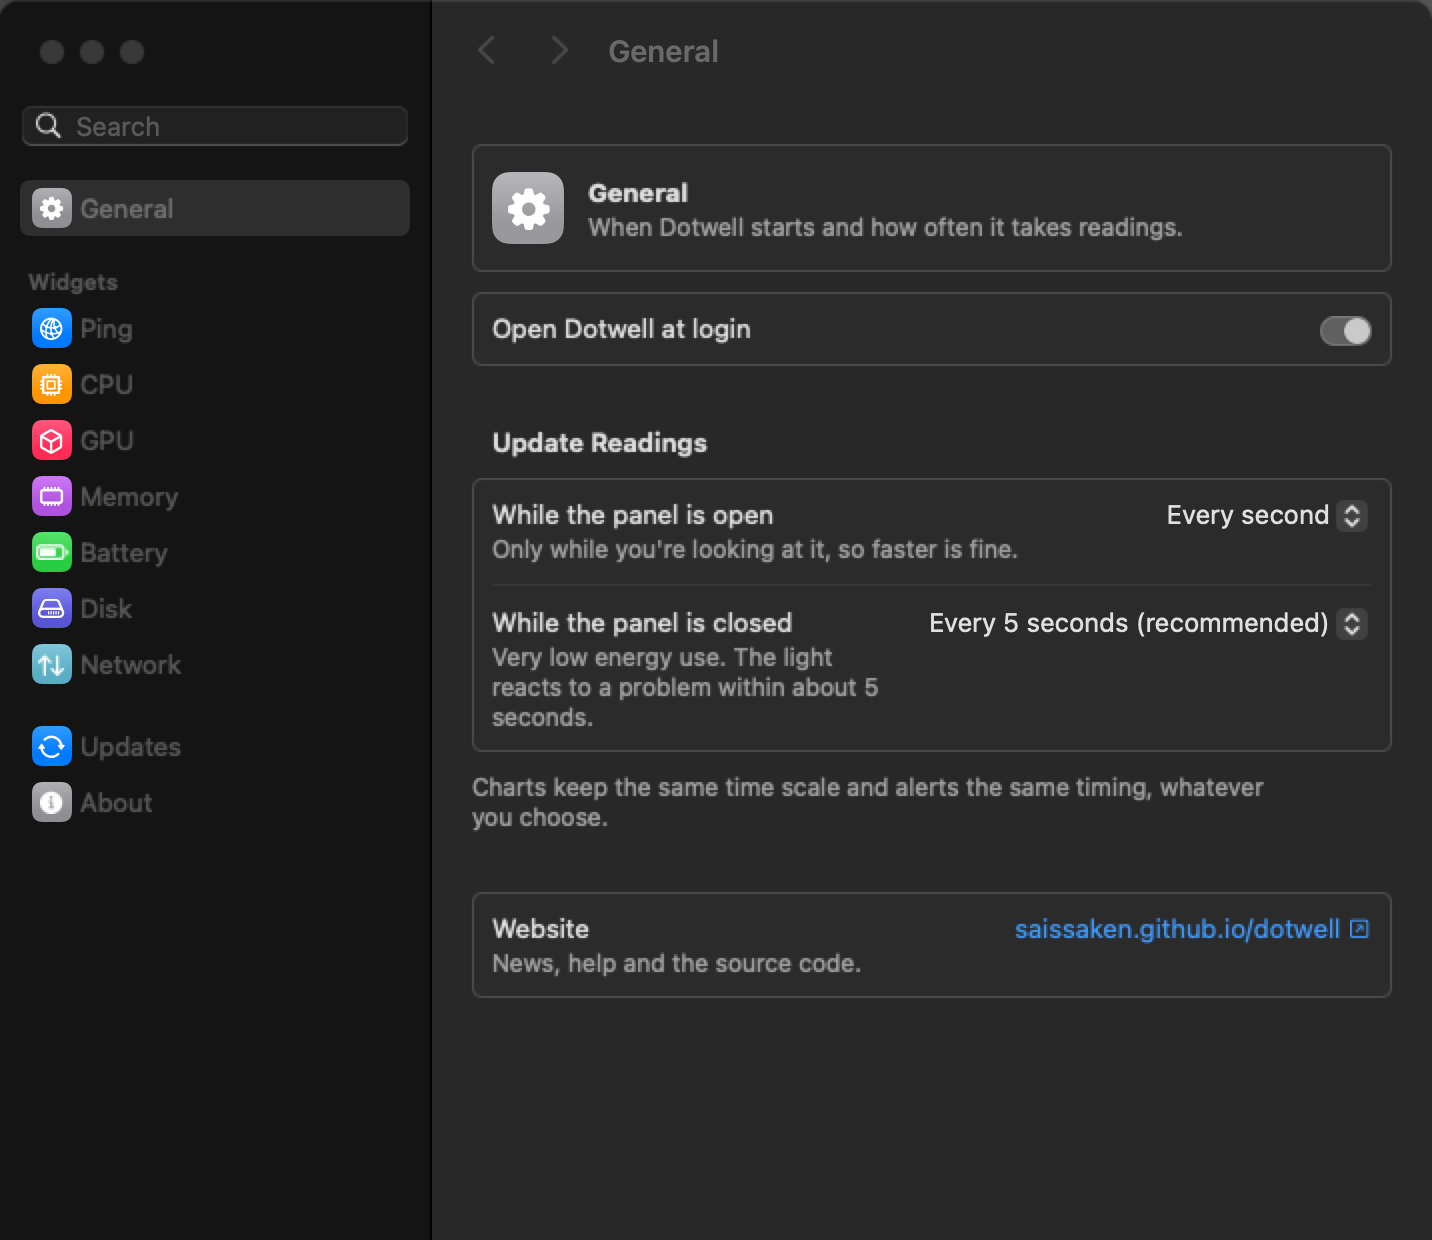 General
Search
General
Widgets
Ping
CPU
GPU
Memory
Battery
Disk
Network
Updates
About
General
When Dotwell starts and how often it takes readings.
Open Dotwell at login
Update Readings
While the panel is open
Every second
Only while you're looking at it, so faster is fine.
While the panel is closed
Every 5 seconds (recommended)
Very low energy use. The light
reacts to a problem within about 5
seconds.
Charts keep the same time scale and alerts the same timing, whatever
you choose.
Website
saissaken.github.io/dotwell
News, help and the source code.